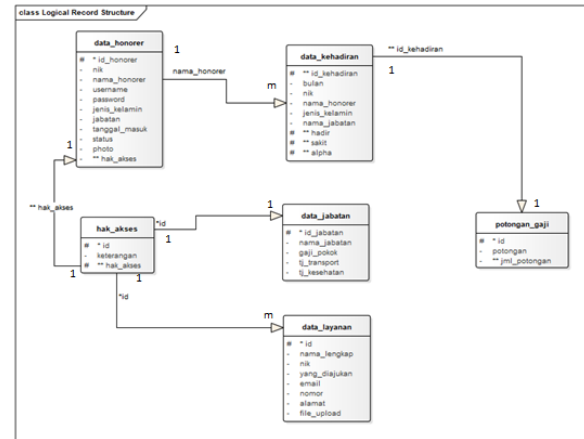 class Logical Record Structure
data_honorer
# * id_honorer
- nik
- nama_honorer
- username
- password
- jenis_kelamin
- jabatan
- tanggal_masuk
- status
- photo
- ** hak_akses
1
nama_honorer
m
data_kehadiran
# ** id_kehadiran
- bulan
- nik
- nama_honorer
- jenis_kelamin
- nama_jabatan
# ** hadir
# ** sakit
# ** alpha
** id_kehadiran
1
1
potongan_gaji
# * id
- potongan
- ** jml_potongan
1
** hak_akses
1
hak_akses
# * id
- keterangan
# ** hak_akses
*id
1
1
data_jabatan
# * id_jabatan
- nama_jabatan
- gaji_pokok
- tj_transport
- tj_kesehatan
1
*id
m
data_layanan
# * id
- nama_lengkap
- nik
- yang_diajukan
- email
- nomor
- alamat
- file_upload